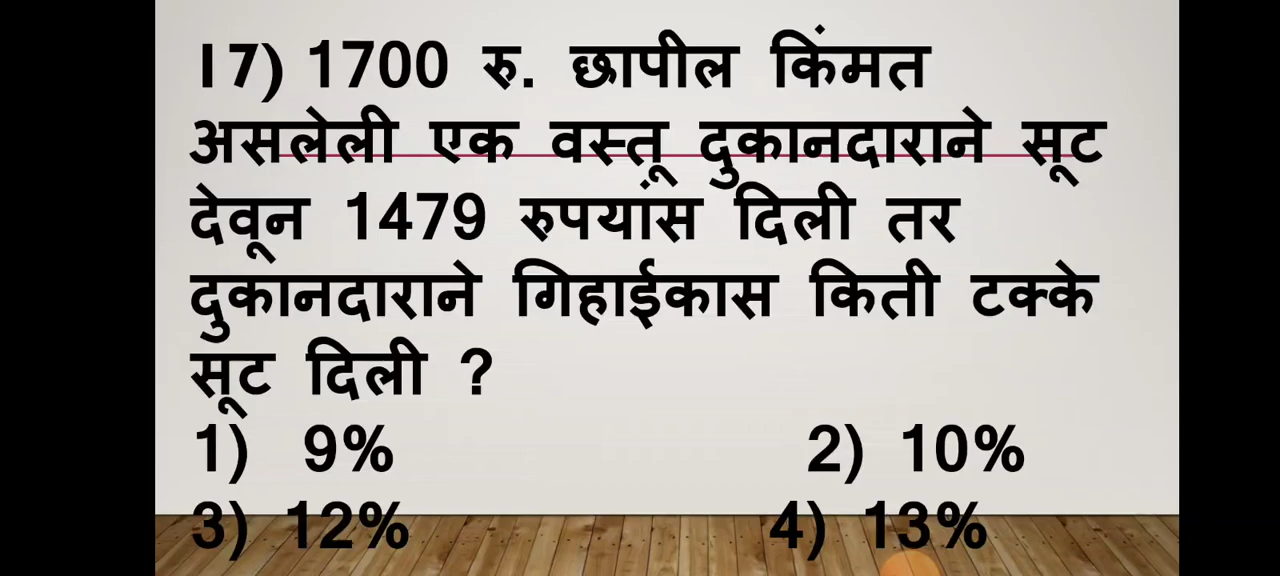 17) 1700 रु. छापील किंमत
असलेली एक वस्तू दुकानदाराने सूट
देवून 1479 रुपयांस दिली तर
दुकानदाराने गिहाईकास किती टक्के
सूट दिली ?
1) 9% 2) 10%
3) 12% 4) 13%